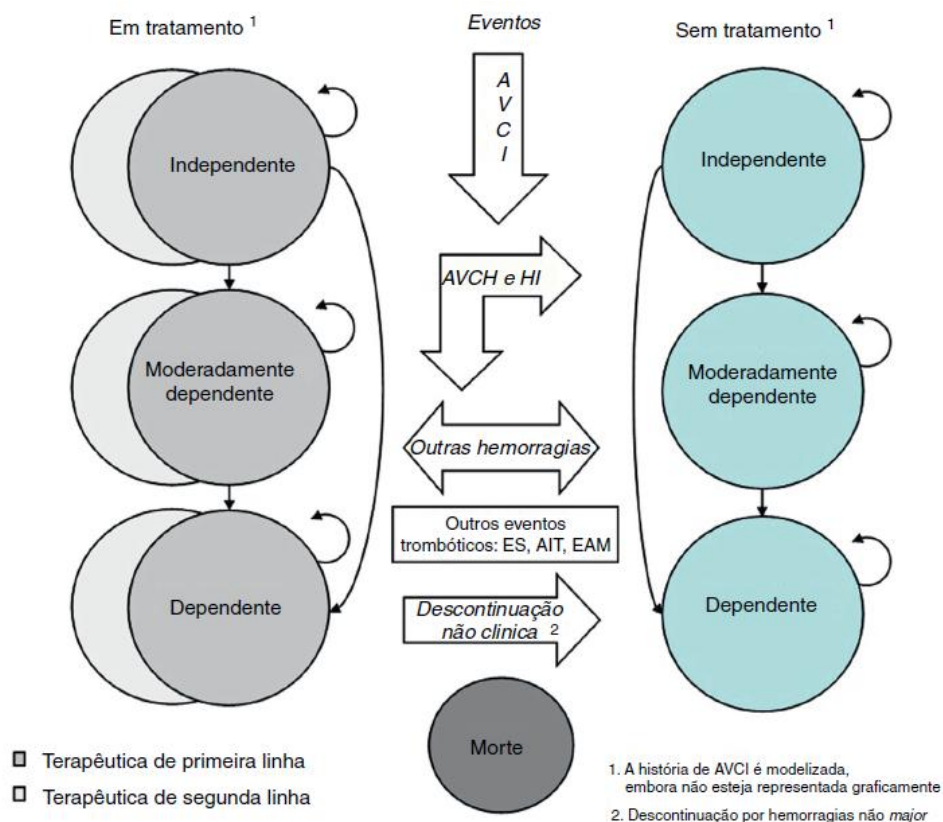 Em tratamento 1
Eventos
Sem tratamento 1
A
V
C
I
Independente
Independente
AVCH e HI
Moderadamente
dependente
Moderadamente
dependente
Outras hemorragias
Outros eventos
trombóticos: ES, AIT, EAM
Dependente
Descontinuação
não clinica 2
Dependente
Morte
Terapêutica de primeira linha
Terapêutica de segunda linha
1. A história de AVCI é modelizada,
embora não esteja representada graficamente
2. Descontinuação por hemorragias não major